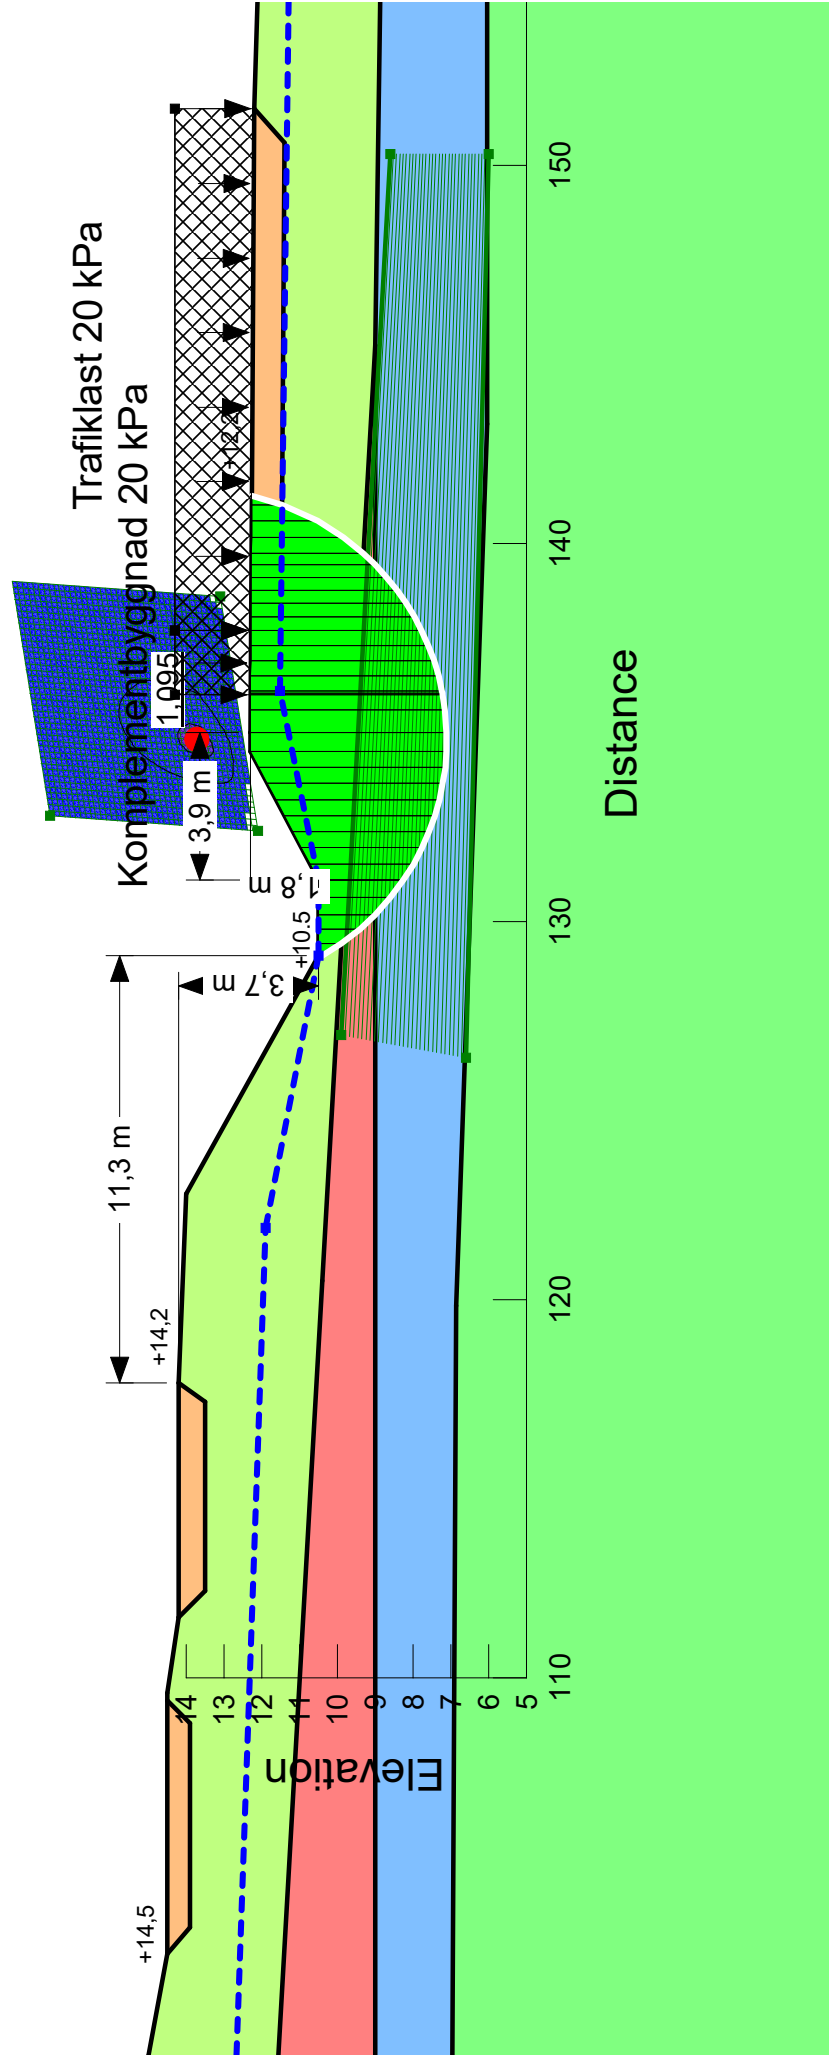 Trafiklast 20 kPa
Komplementbyggnad 20 kPa
1,095
3,9 m
1,8 m
+12,2
+10.5
3,7 m
11,3 m
+14,2
+14,5
14
13
12
11
10
9
8
7
6
5
Elevation
110
120
130
140
150
Distance